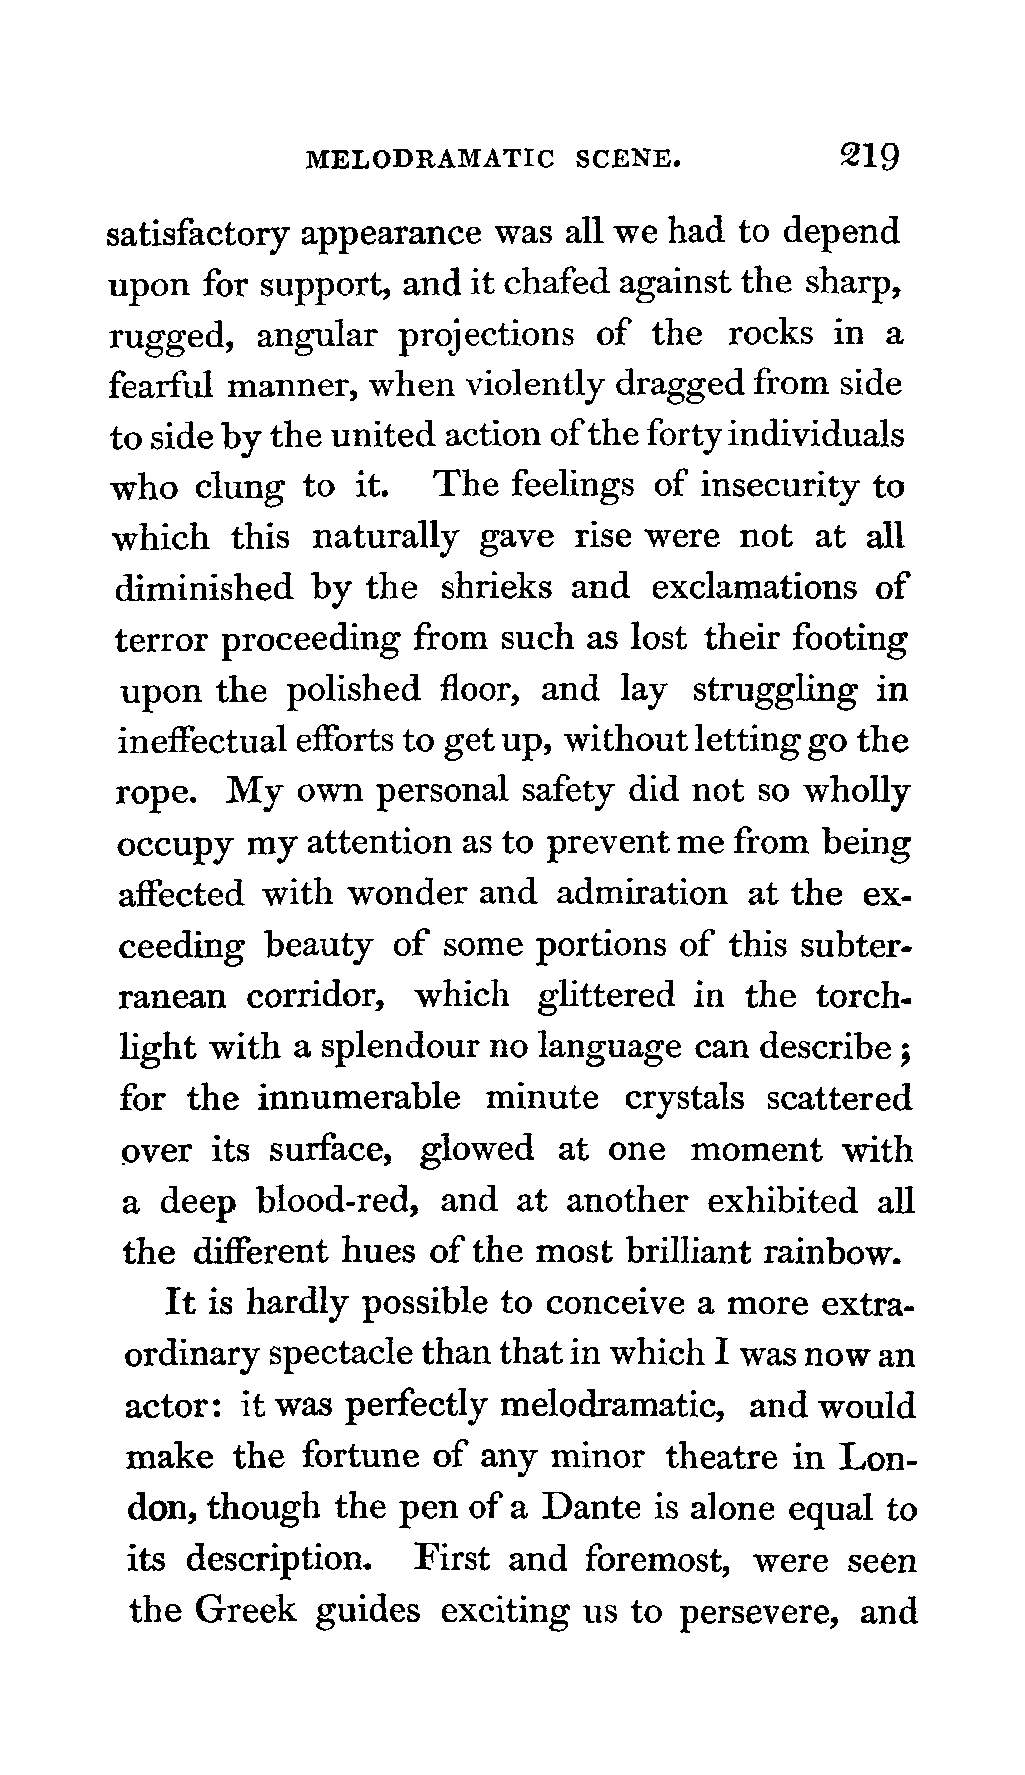 MELODRAMATIC SCENE. 219
satisfactory appearance was all we had to depend
upon for support, and it chafed against the sharp,
rugged, angular projections of the rocks in a
fearful manner, when violently dragged from side
to side by the united action of the forty individuals
who clung to it. The feelings of insecurity to
which this naturally gave rise were not at all
diminished by the shrieks and exclamations of
terror proceeding from such as lost their footing
upon the polished floor, and lay struggling in
ineffectual efforts to get up, without letting go the
rope. My own personal safety did not so wholly
occupy my attention as to prevent me from being
affected with wonder and admiration at the ex-
ceeding beauty of some portions of this subter-
ranean corridor, which glittered in the torch-
light with a splendour no language can describe;
for the innumerable minute crystals scattered
over its surface, glowed at one moment with
a deep blood-red, and at another exhibited all
the different hues of the most brilliant rainbow.
It is hardly possible to conceive a more extra-
ordinary spectacle than that in which I was now an
actor: it was perfectly melodramatic, and would
make the fortune of any minor theatre in Lon-
don, though the pen of a Dante is alone equal to
its description. First and foremost, were seen
the Greek guides exciting us to persevere, and